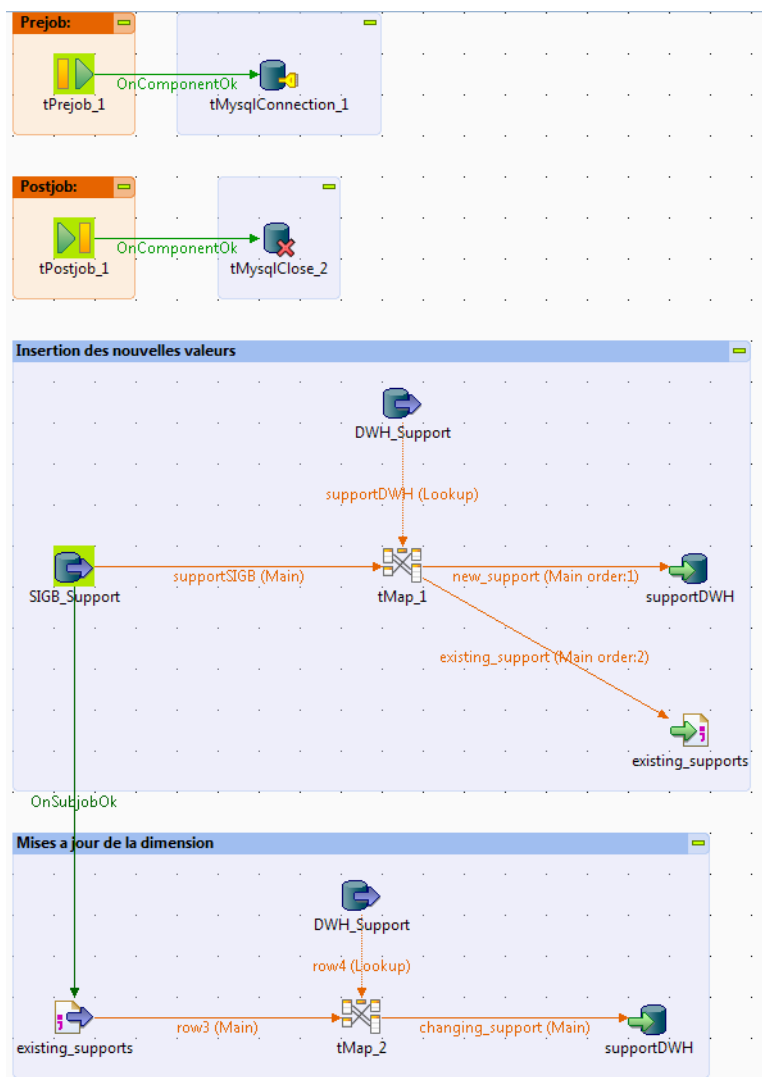 Prejob:
OnComponentOk
tPrejob_1
tMysqlConnection_1
Postjob:
OnComponentOk
tPostjob_1
tMysqlClose_2
Insertion des nouvelles valeurs
DWH_Support
supportDWH (Lookup)
supportSIGB (Main)
new_support (Main order:1)
SIGB_Support
tMap_1
supportDWH
existing_support (Main order:2)
existing_supports
OnSubjobOk
Mises a jour de la dimension
DWH_Support
row4 (Lookup)
row3 (Main)
changing_support (Main)
existing_supports
tMap_2
supportDWH